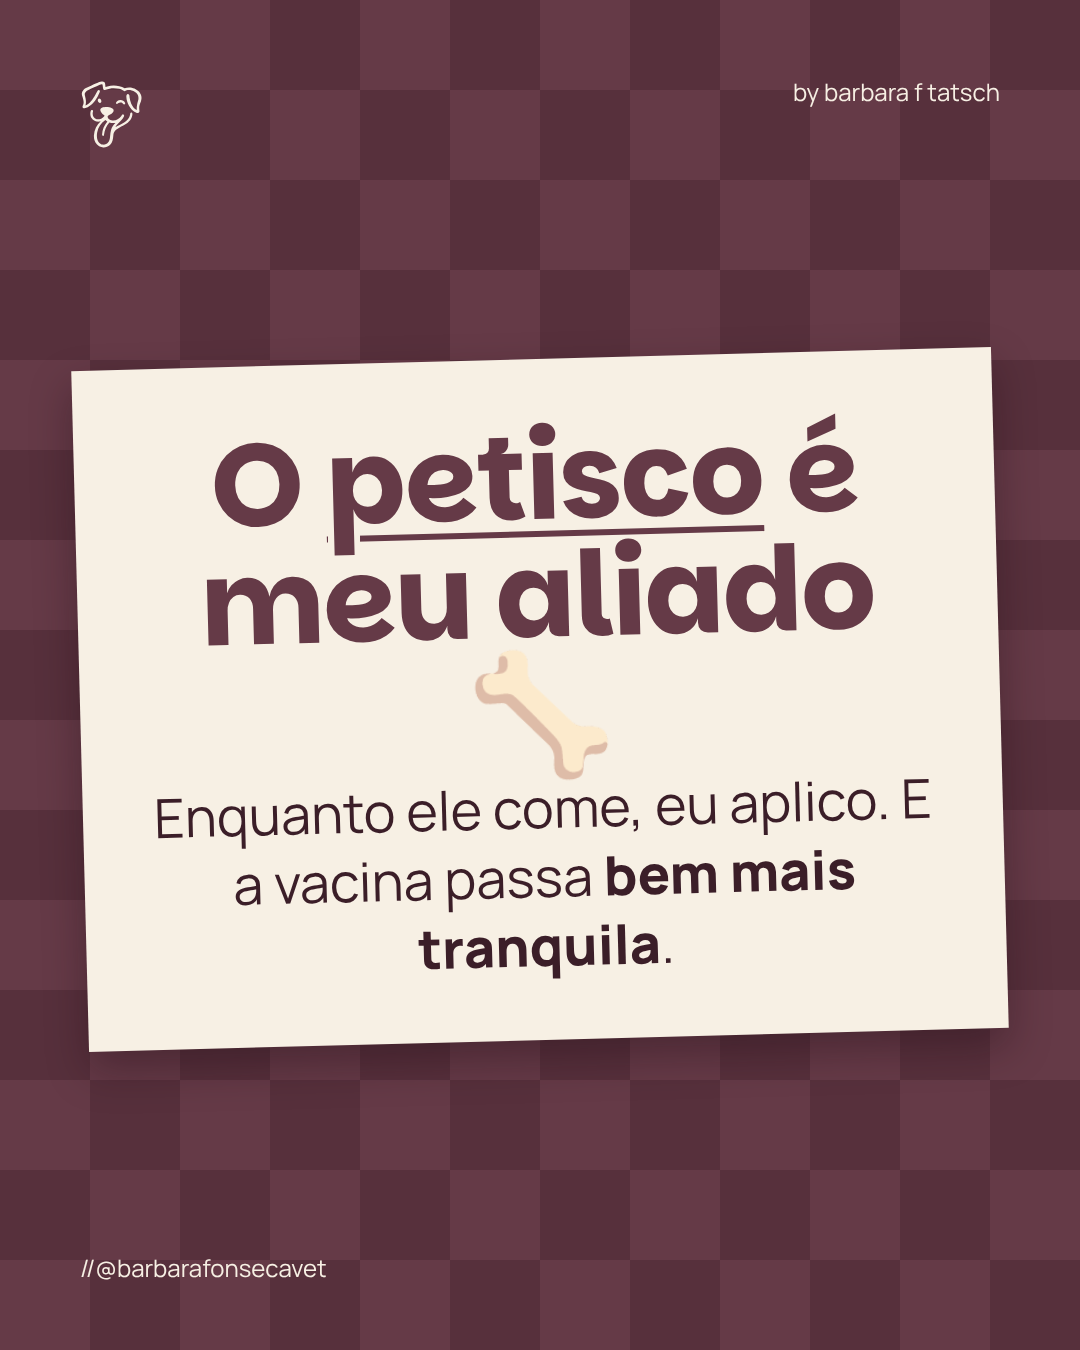 by barbara f tatsch
O petisco é
meu aliado
Enquanto ele come, eu aplico. E
a vacina passa bem mais
tranquila.
//@barbarafonsecavet